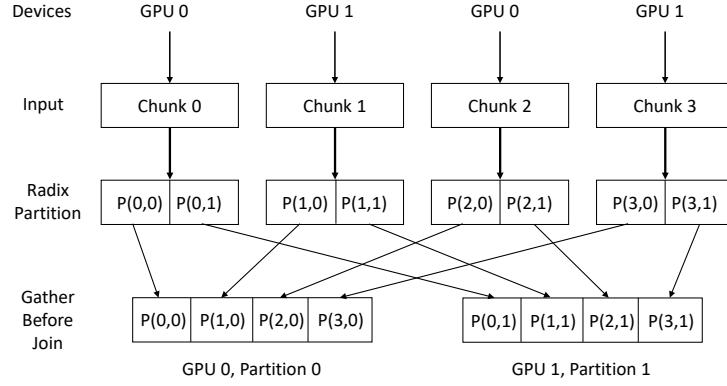 Devices GPU 0 GPU 1 GPU 0 GPU 1
Input Chunk 0 Chunk 1 Chunk 2 Chunk 3
Radix
Partition
P(0,0) P(0,1) P(1,0) P(1,1) P(2,0) P(2,1) P(3,0) P(3,1)
Gather
Before
Join
P(0,0) P(1,0) P(2,0) P(3,0) P(0,1) P(1,1) P(2,1) P(3,1)
GPU 0, Partition 0 GPU 1, Partition 1